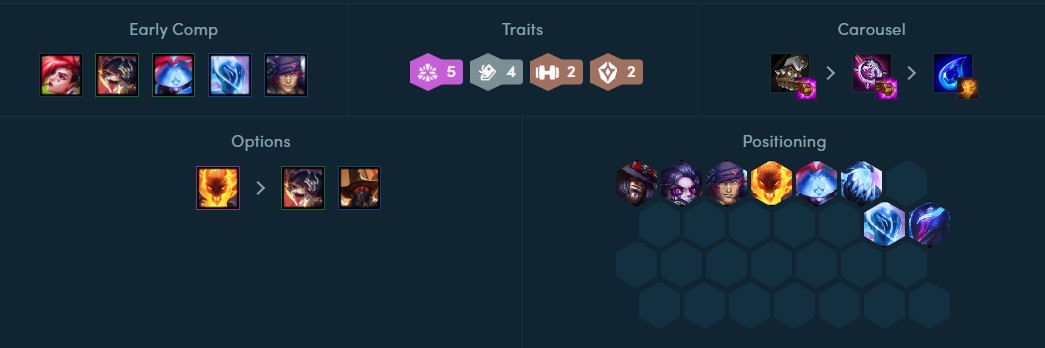 Early Comp
Traits
Carousel
5
4
2
2
Options
Positioning